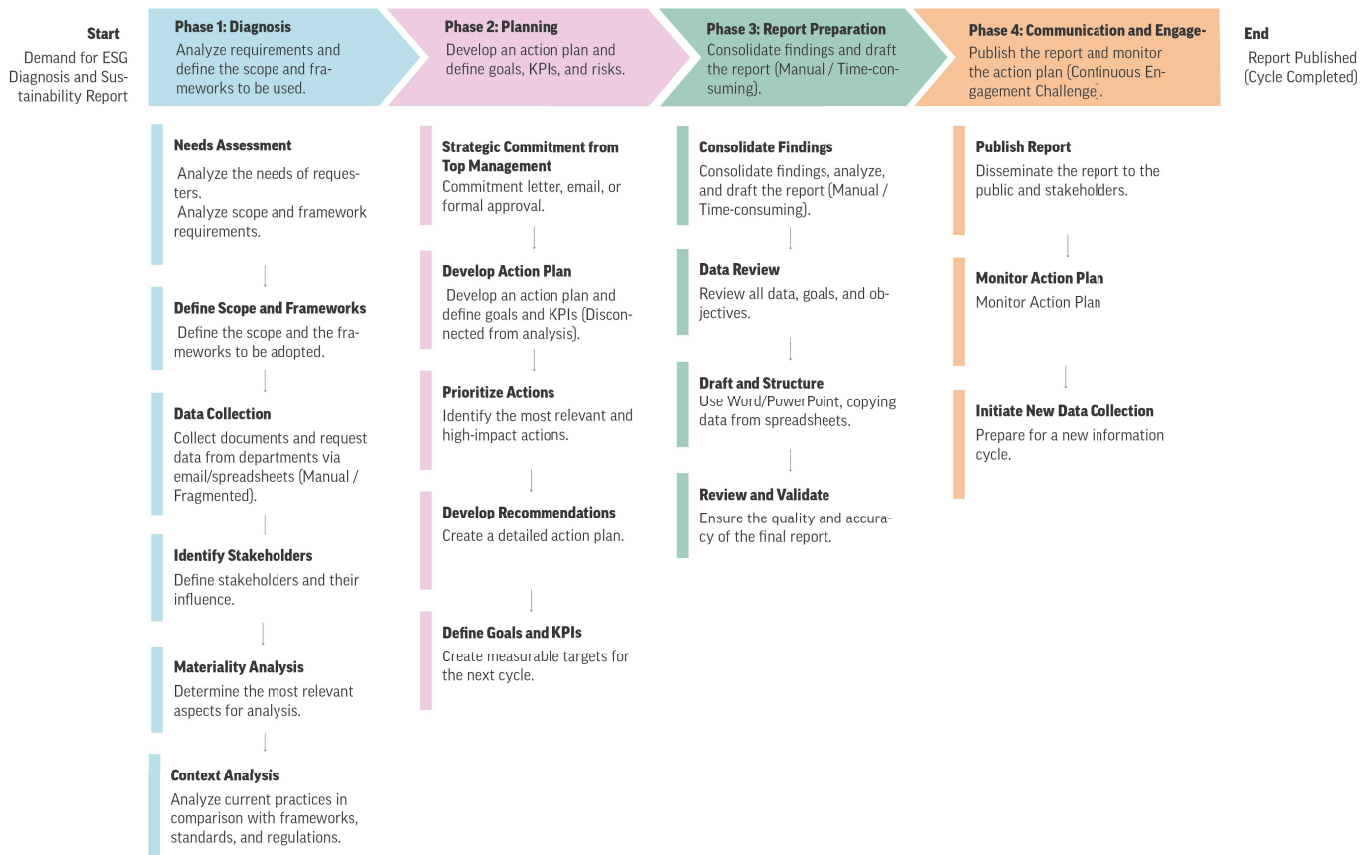 Start
Demand for ESG
Diagnosis and Sus-
tainability Report
Phase 1: Diagnosis
Analyze requirements and
define the scope and fra-
meworks to be used.
Phase 2: Planning
Develop an action plan and
define goals, KPIs, and risks.
Phase 3: Report Preparation
Consolidate findings and draft
the report (Manual / Time-con-
suming).
Phase 4: Communication and Engage-
Publish the report and monitor
the action plan (Continuous En-
gagement Challenge).
End
Report Published
(Cycle Completed)
Needs Assessment
Analyze the needs of reques-
ters.
Analyze scope and framework
requirements.
Define Scope and Frameworks
Define the scope and the fra-
meworks to be adopted.
Data Collection
Collect documents and request
data from departments via
email/spreadsheets (Manual /
Fragmented).
Identify Stakeholders
Define stakeholders and their
influence.
Materiality Analysis
Determine the most relevant
aspects for analysis.
Context Analysis
Analyze current practices in
comparison with frameworks,
standards, and regulations.
Strategic Commitment from
Top Management
Commitment letter, email, or
formal approval.
Develop Action Plan
Develop an action plan and
define goals and KPIs (Discon-
nected from analysis).
Prioritize Actions
Identify the most relevant and
high-impact actions.
Develop Recommendations
Create a detailed action plan.
Define Goals and KPIs
Create measurable targets for
the next cycle.
Consolidate Findings
Consolidate findings, analyze,
and draft the report (Manual /
Time-consuming).
Data Review
Review all data, goals, and ob-
jectives.
Draft and Structure
Use Word/PowerPoint, copying
data from spreadsheets.
Review and Validate
Ensure the quality and accura-
cy of the final report.
Publish Report
Disseminate the report to the
public and stakeholders.
Monitor Action Plan
Monitor Action Plan
Initiate New Data Collection
Prepare for a new information
cycle.